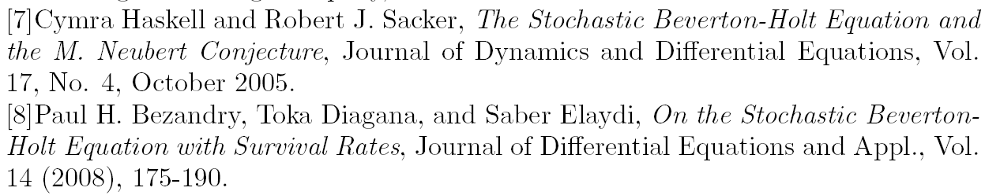 [7]Cymra Haskell and Robert J. Sacker, The Stochastic Beverton-Holt Equation and
the M. Neubert Conjecture, Journal of Dynamics and Differential Equations, Vol.
17, No. 4, October 2005.
[8]Paul H. Bezandry, Toka Diagana, and Saber Elaydi, On the Stochastic Beverton-
Holt Equation with Survival Rates, Journal of Differential Equations and Appl., Vol.
14 (2008), 175-190.